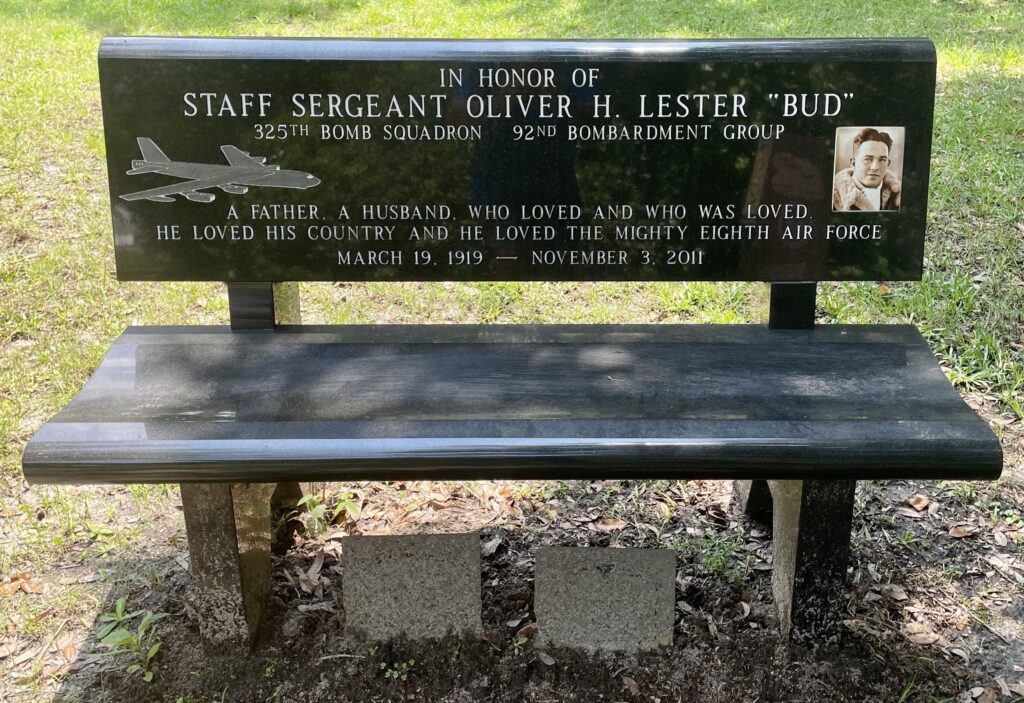 IN HONOR OF
STAFF SERGEANT OLIVER H. LESTER "BUD"
325TH BOMB SQUADRON 92ND BOMBARDMENT GROUP
A FATHER, A HUSBAND, WHO LOVED AND WHO WAS LOVED.
HE LOVED HIS COUNTRY AND HE LOVED THE MIGHTY EIGHTH AIR FORCE
MARCH 19, 1919 — NOVEMBER 3, 2011